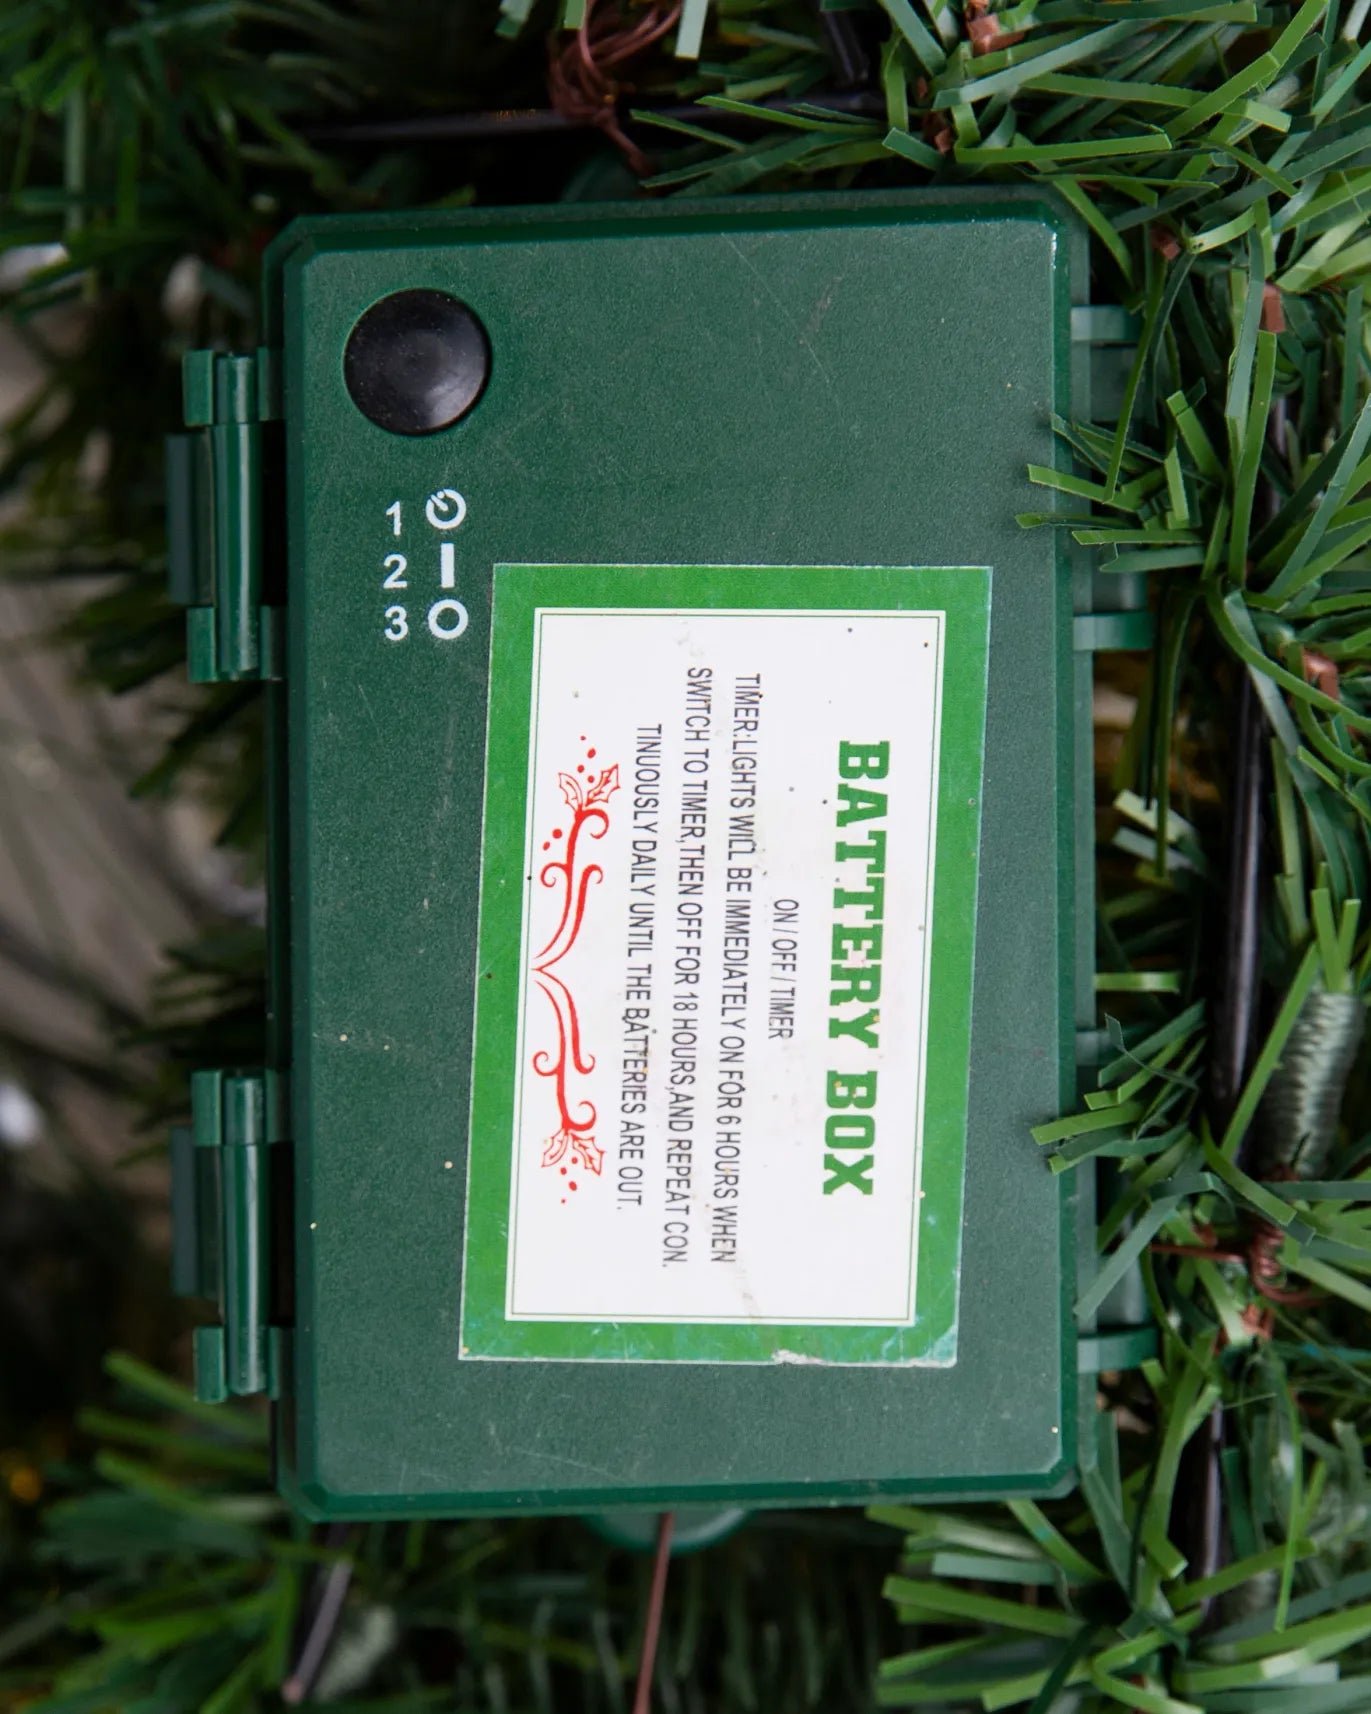 1
2
3
BATTERY BOX
ON / OFF / TIMER
TIMER:LIGHTS WILL BE IMMEDIATELY ON FOR 6 HOURS WHEN
SWITCH TO TIMER,THEN OFF FOR 18 HOURS,AND REPEAT CON.
TINUOUSLY DAILY UNTIL THE BATTERIES ARE OUT.